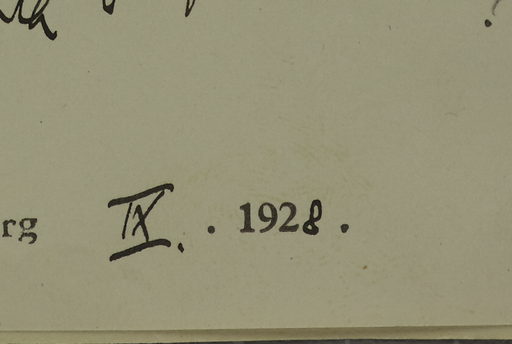 rg IX. . 1928.